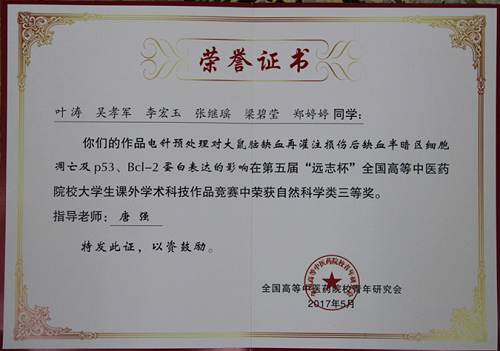 荣誉证书
叶涛 吴孝军 李宏玉 张继瑶 梁碧莹 郑婷婷 同学：
你们的作品电针预处理对大鼠脑缺血再灌注损伤后缺血半暗区细胞
凋亡及p53、Bcl-2蛋白表达的影响在第五届“远志杯”全国高等中医药
院校大学生课外学术科技作品竞赛中荣获自然科学类三等奖。
指导老师：唐强
特发此证，以资鼓励。
全国高等中医药院校青年研究会
2017年5月